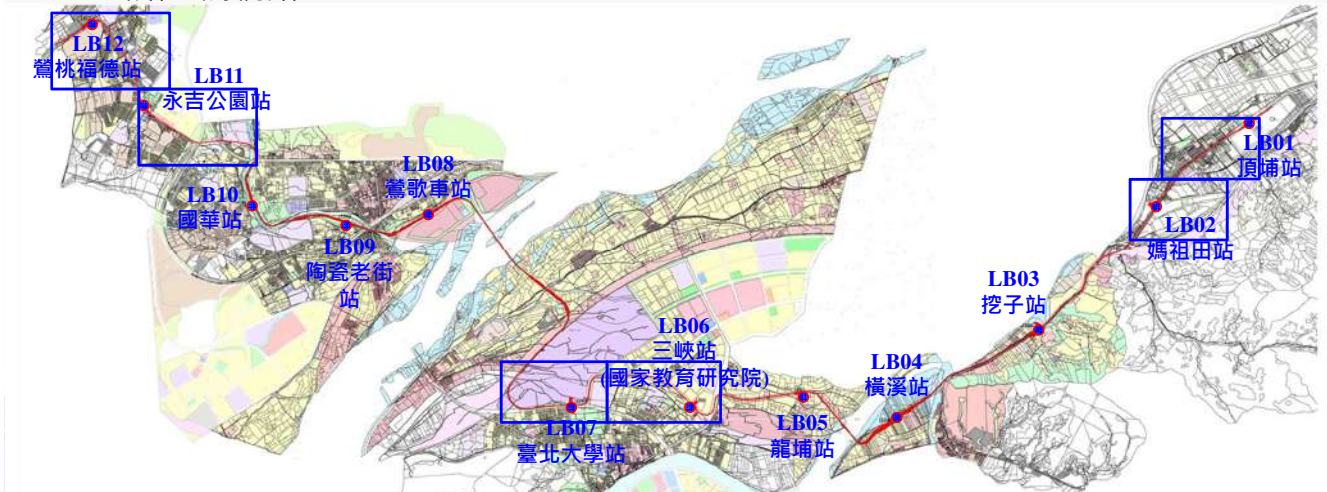 LB12
鶯桃福德站
LB11
永吉公園站
LB10
國華站
LB09
陶瓷老街
站
LB08
鶯歌車站
LB07
臺北大學站
LB06
三峽站
(國家教育研究院)
LB05
龍埔站
LB04
橫溪站
LB03
挖子站
LB02
媽祖田站
LB01
頂埔站